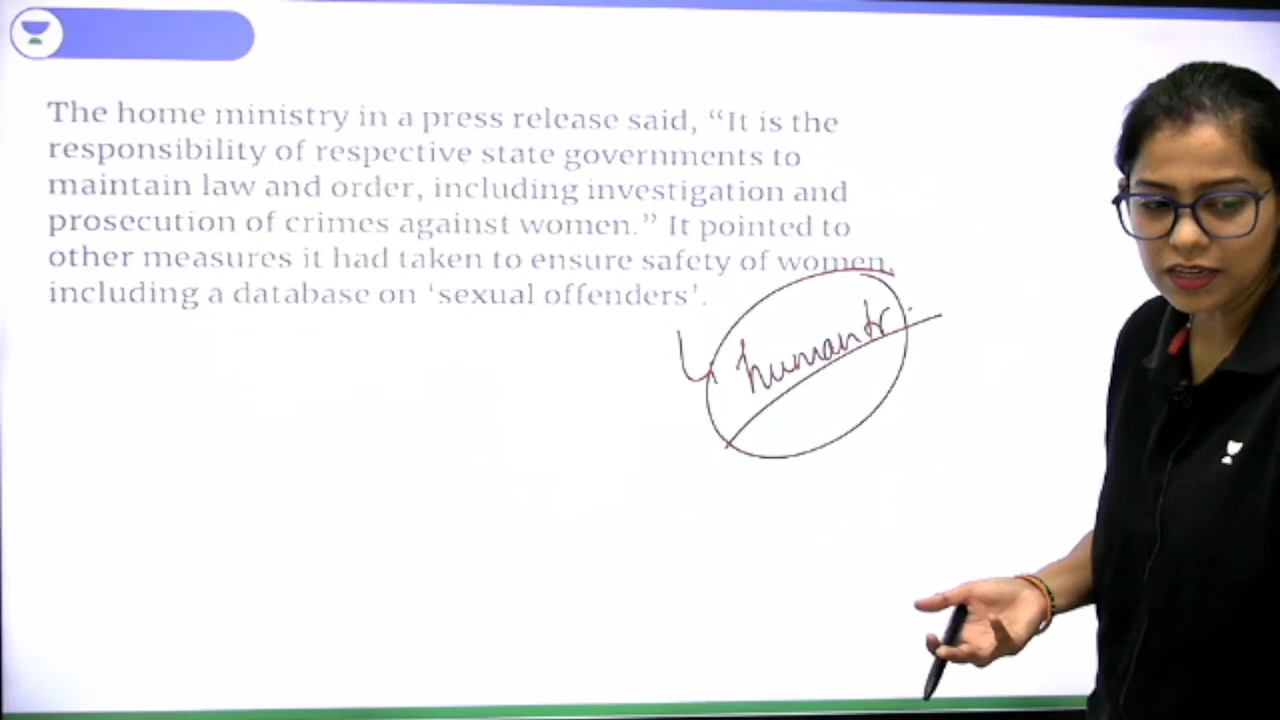 The home ministry in a press release said, “It is the
responsibility of respective state governments to
maintain law and order, including investigation and
prosecution of crimes against women.” It pointed to
other measures it had taken to ensure safety of women,
including a database on ‘sexual offenders’.
human tr.